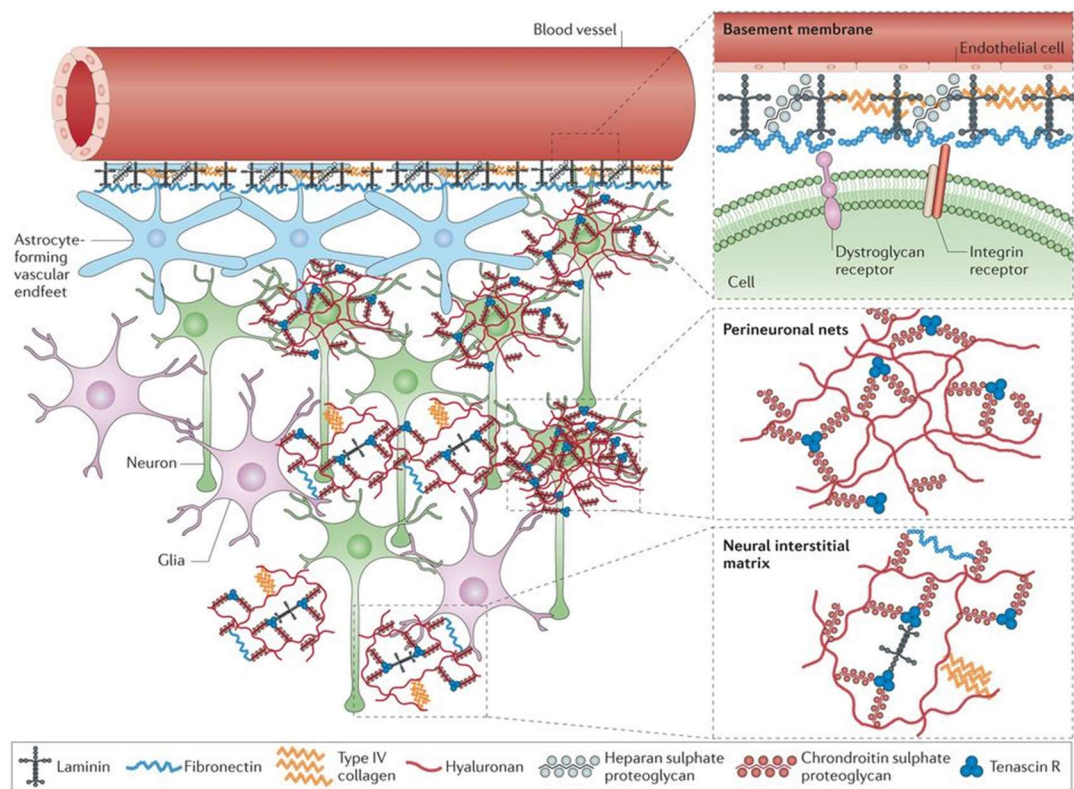 Blood vessel
Basement membrane
Endothelial cell
Astrocyte-
forming
vascular
endfeet
Dystroglycan
receptor
Integrin
receptor
Cell
Perineuronal nets
Neuron
Glia
Neural interstitial
matrix
Laminin
Fibronectin
Type IV
collagen
Hyaluronan
Heparan sulphate
proteoglycan
Chrondroitin sulphate
proteoglycan
Tenascin R